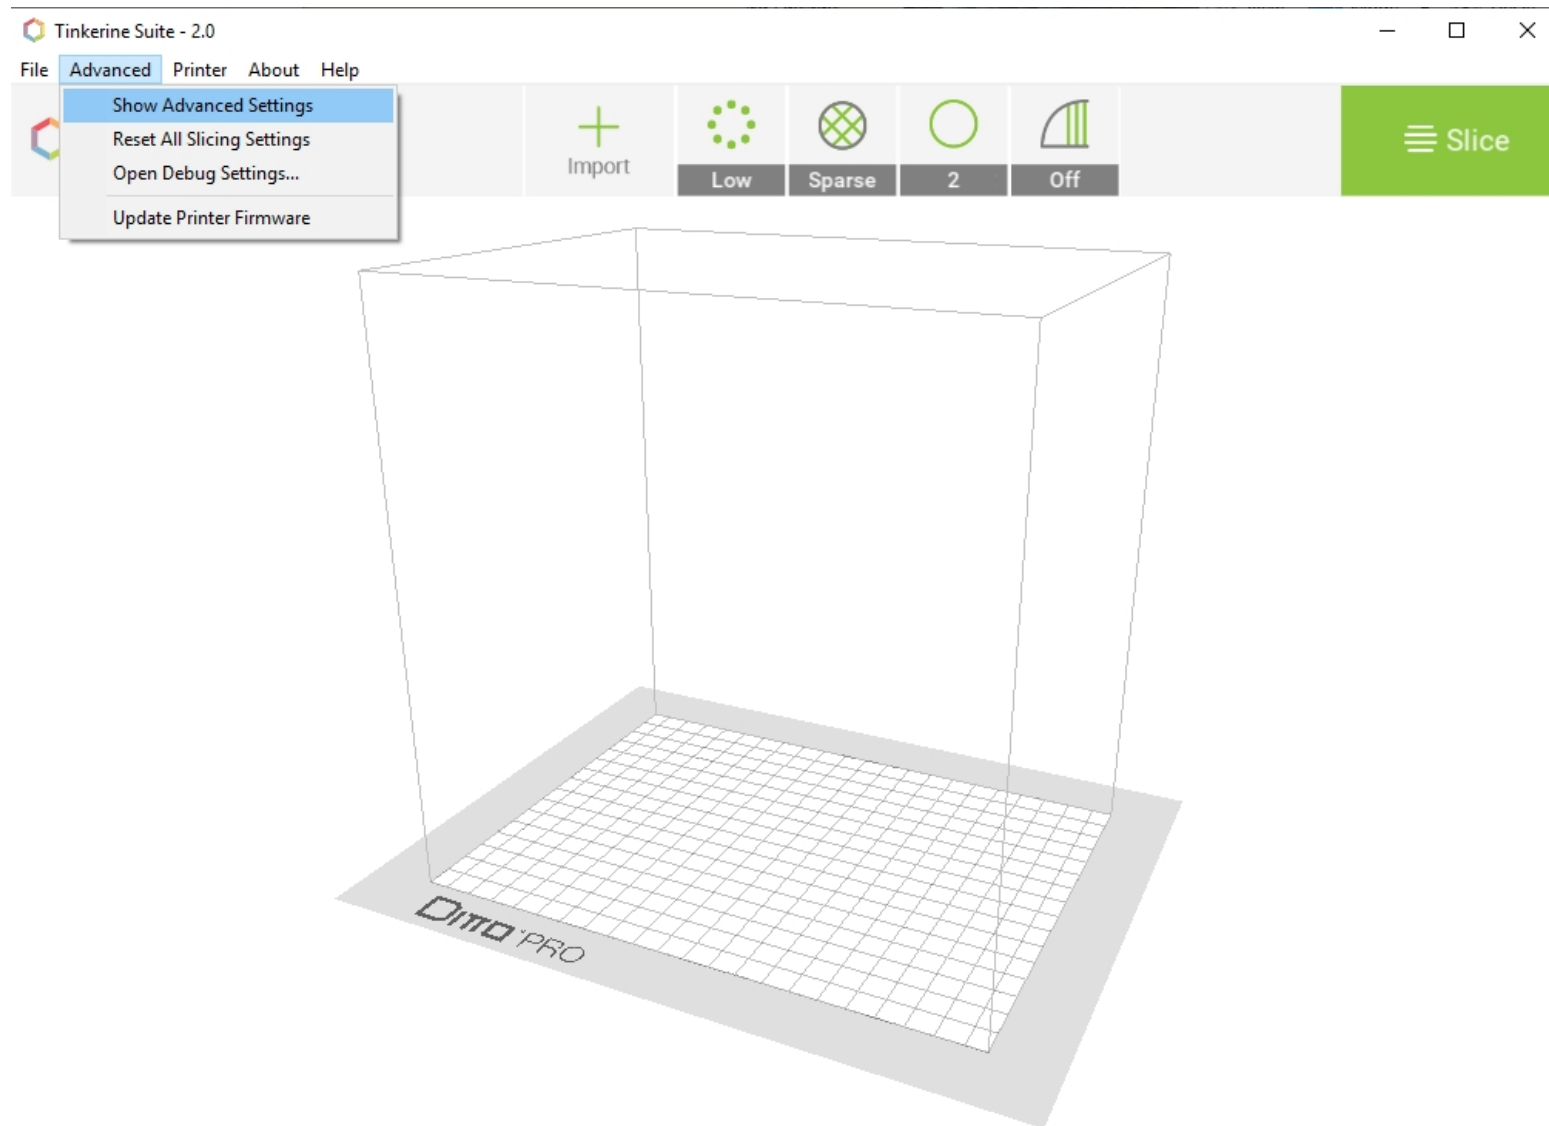 Tinkerine Suite - 2.0
File Advanced Printer About Help
Show Advanced Settings
Reset All Slicing Settings
Open Debug Settings...
Update Printer Firmware
Import
Low
Sparse
2
Off
Slice
DITTO PRO